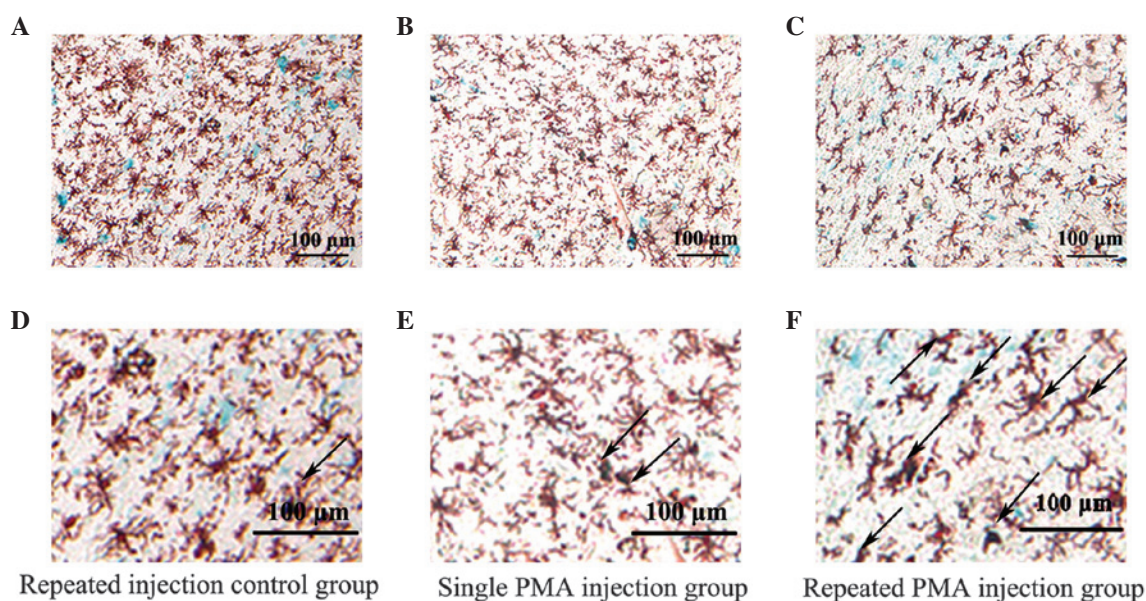 A
B
C
100 µm
100 µm
100 µm
D
E
F
100 µm
100 µm
100 µm
Repeated injection control group
Single PMA injection group
Repeated PMA injection group